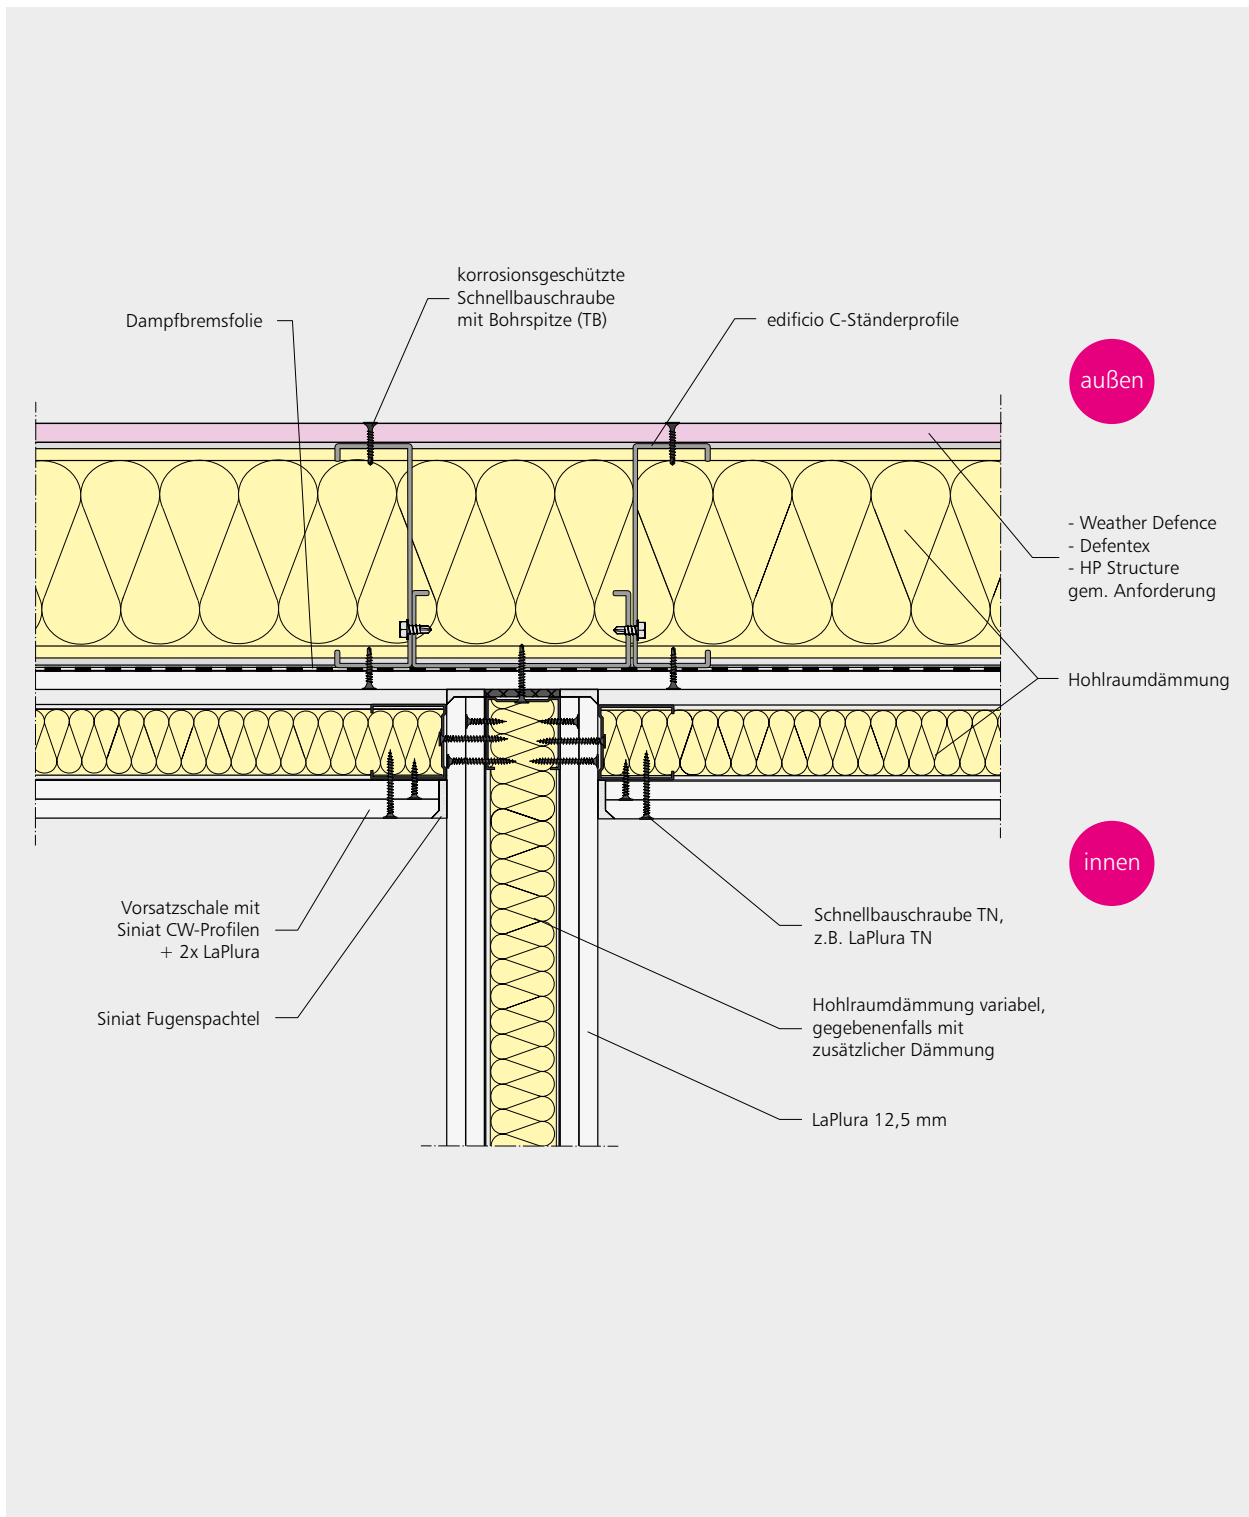 korrosionsgeschützte
Schnellbauschraube
mit Bohrspitze (TB)
Dampfbremsfolie
edificio C-Ständerprofile
außen
- Weather Defence
- Defentex
- HP Structure
gem. Anforderung
Hohlraumdämmung
innen
Vorsatzschale mit
Siniat CW-Profilen
+ 2x LaPlura
Schnellbauschraube TN,
z.B. LaPlura TN
Siniat Fugenspachtel
Hohlraumdämmung variabel,
gegebenenfalls mit
zusätzlicher Dämmung
LaPlura 12,5 mm